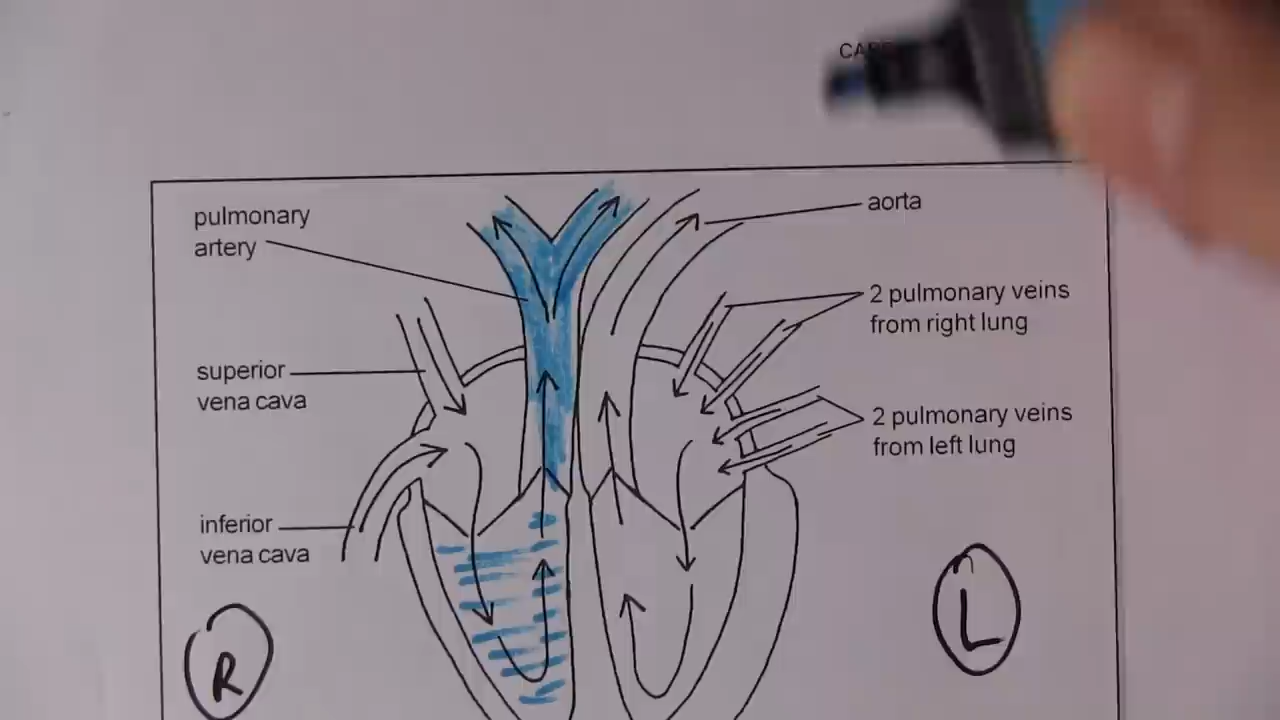 pulmonary
artery
aorta
2 pulmonary veins
from right lung
superior
vena cava
2 pulmonary veins
from left lung
inferior
vena cava
R
L